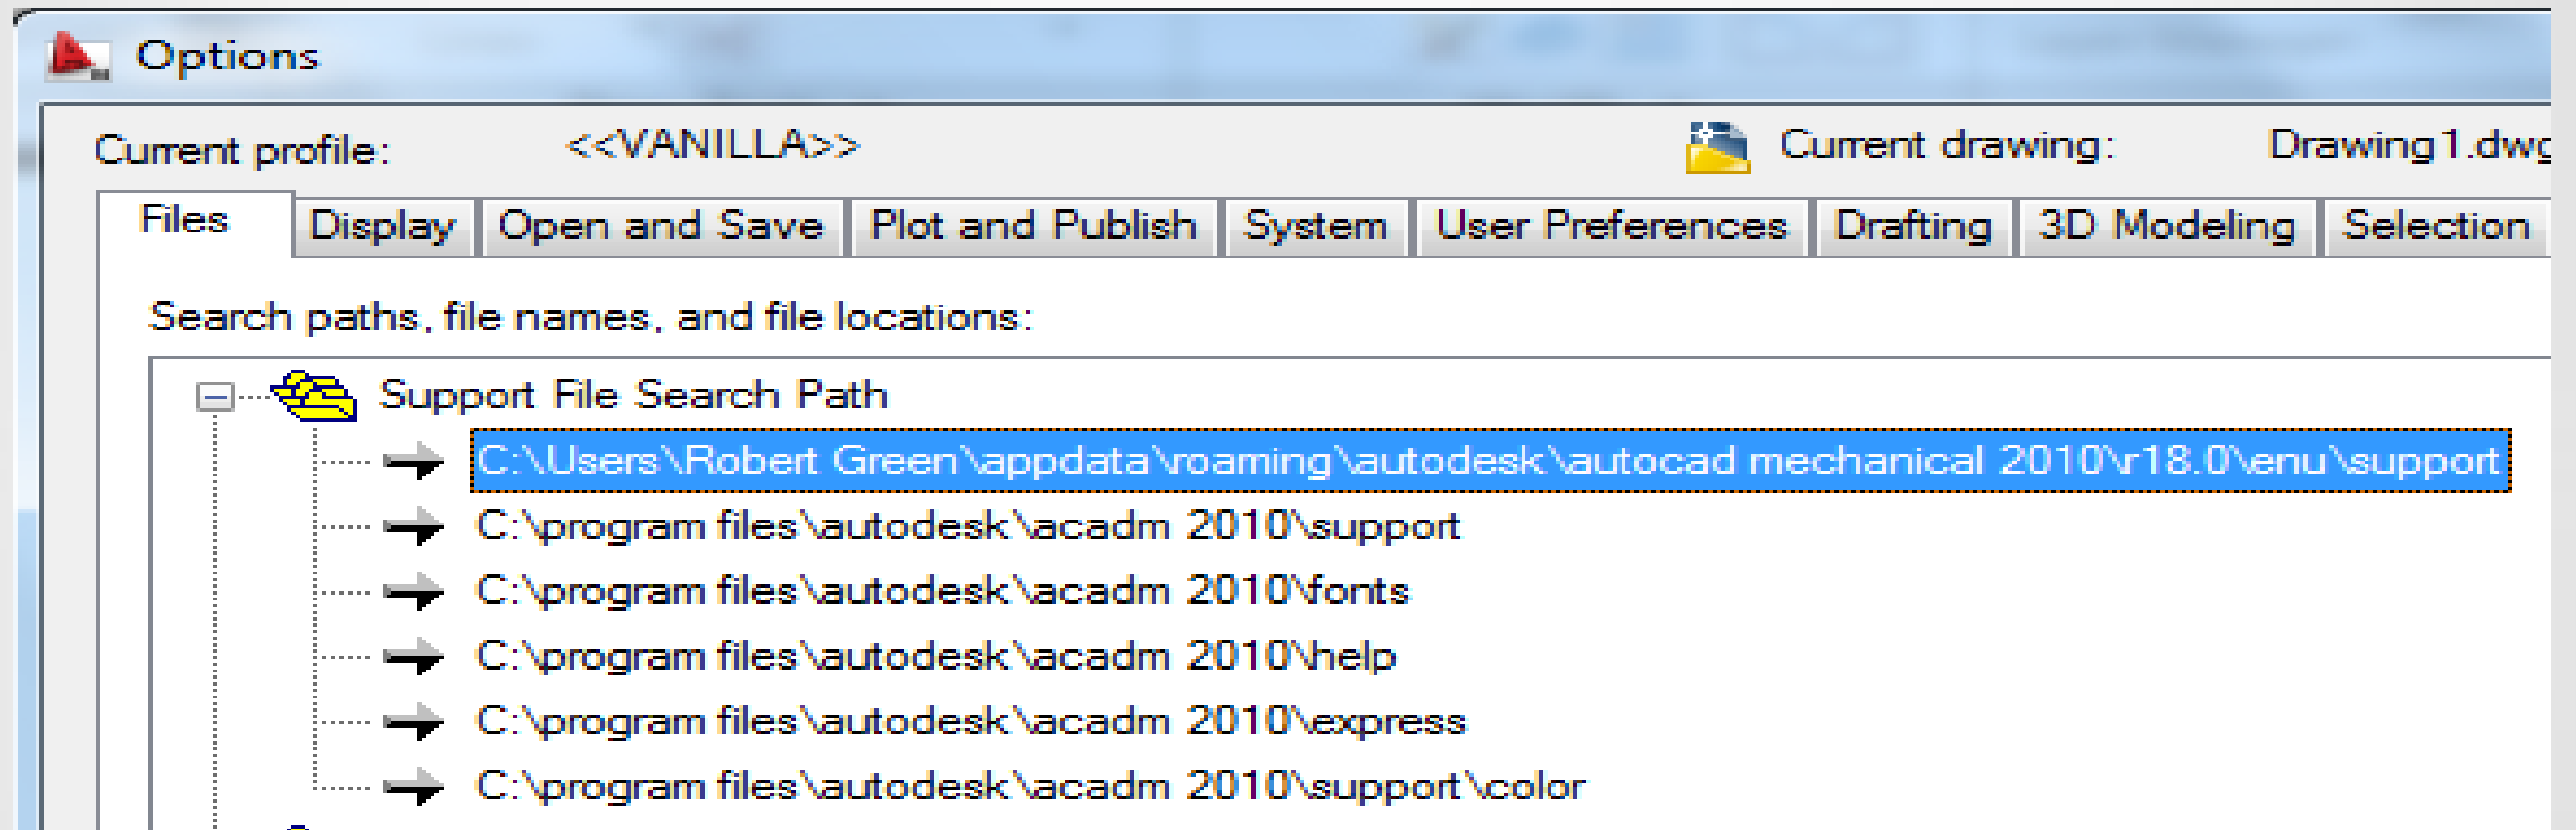 Options
Current profile: <<VANILLA>> Current drawing: Drawing1.dwg
Files Display Open and Save Plot and Publish System User Preferences Drafting 3D Modeling Selection
Search paths, file names, and file locations:
Support File Search Path
C:\Users\Robert Green\appdata\roaming\autodesk\autocad mechanical 2010\r18.0\enu\support
C:\program files\autodesk\acadm 2010\support
C:\program files\autodesk\acadm 2010\fonts
C:\program files\autodesk\acadm 2010\help
C:\program files\autodesk\acadm 2010\express
C:\program files\autodesk\acadm 2010\support\color